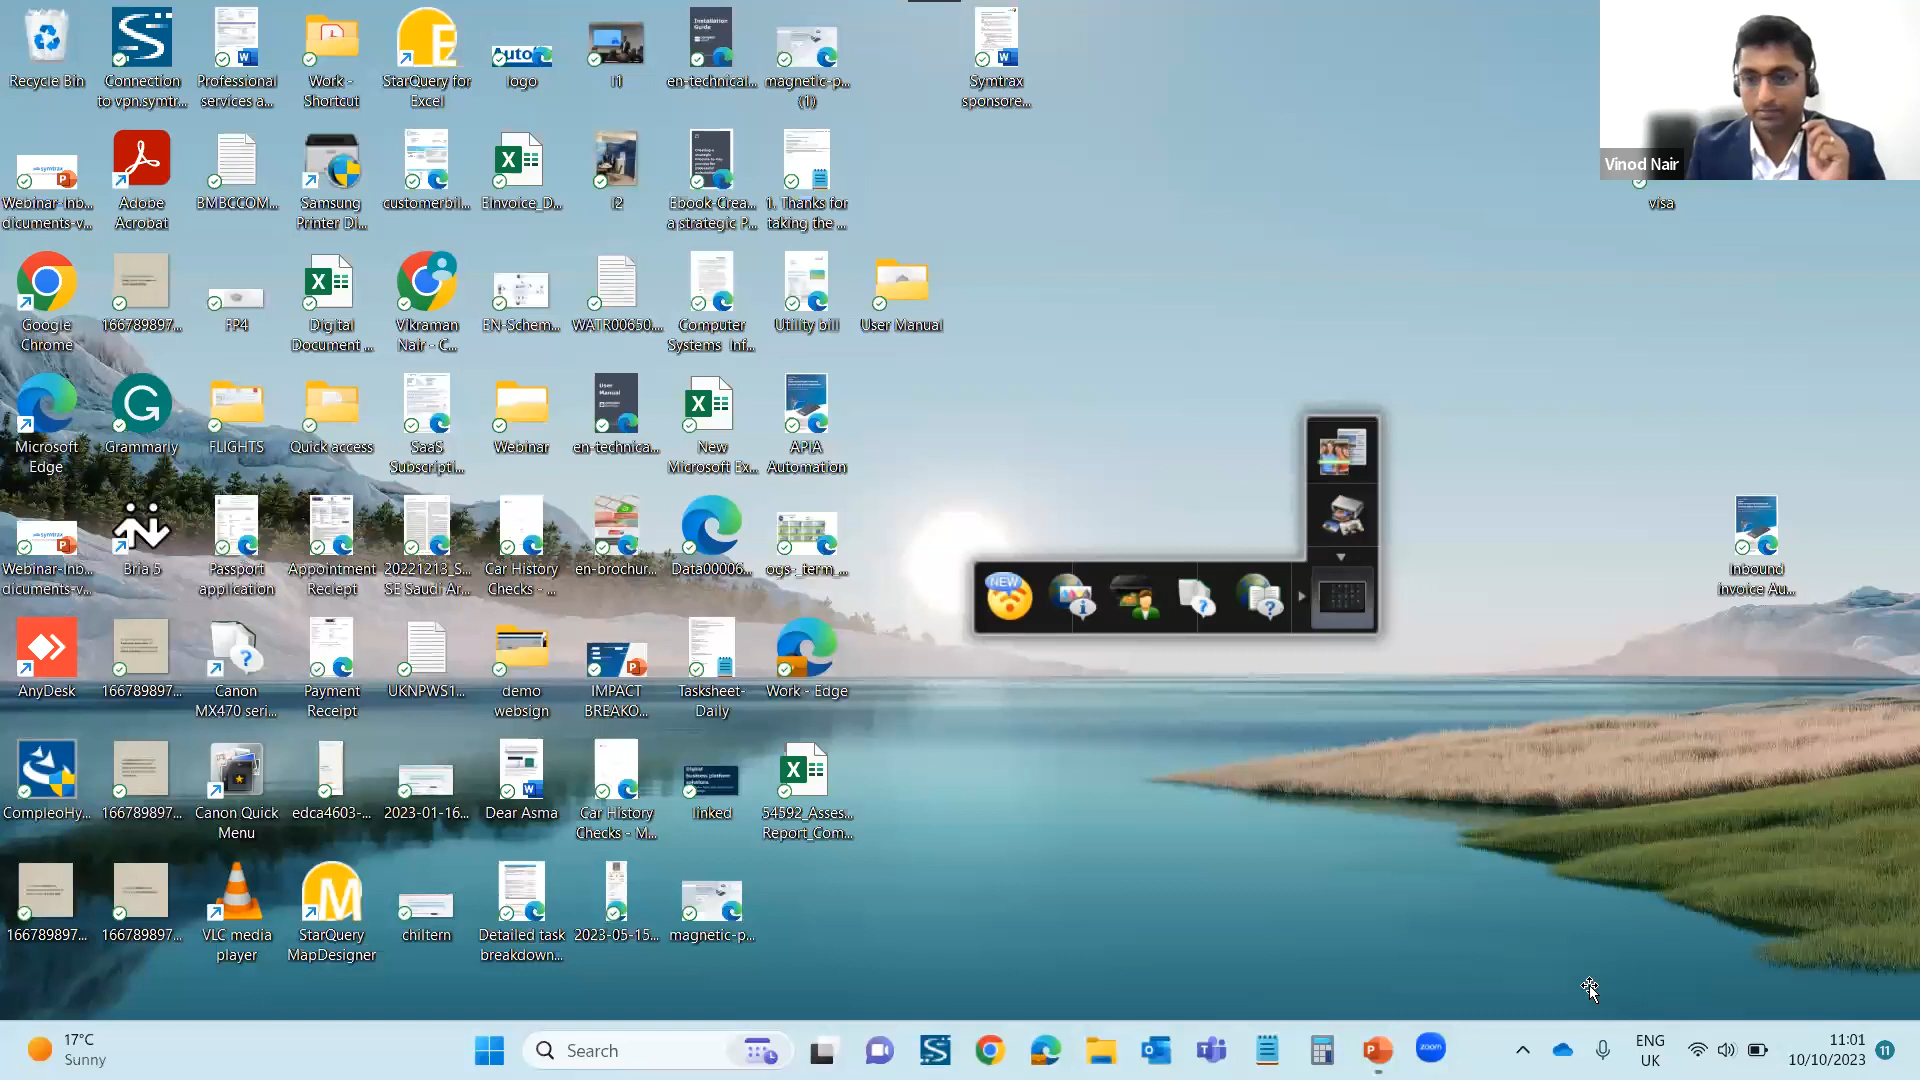 Recycle Bin
Connection
to vpn.symtr...
Professional
services a...
Work -
Shortcut
StarQuery for
Excel
logo
I1
en-technical...
magnetic-p...
(1)
Symtrax
sponsore...
Vinod Nair
visa
Webinar-Inb...
dicuments-v...
Adobe
Acrobat
BMBCCOM...
Samsung
Printer Di...
customerbil...
EInvoice_D...
I2
Ebook-Crea...
a strategic P...
1. Thanks for
taking the ...
Google
Chrome
166789897...
FP4
Digital
Document ...
Vikraman
Nair - C...
EN-Schem...
WATR00650...
Computer
Systems_Inf...
Utility bill
User Manual
Microsoft
Edge
Grammarly
FLIGHTS
Quick access
SaaS
Subscripti...
Webinar
en-technica...
New
Microsoft Ex...
APIA
Automation
Webinar-Inb...
dicuments-v...
Bria 5
Passport
application
Appointment
Reciept
20221213_S...
SE Saudi Ar...
Car History
Checks - ...
en-brochur...
Data00006...
ogs-_term_...
Inbound
invoice Au...
NEW
AnyDesk
166789897...
Canon
MX470 seri...
Payment
Receipt
UKNPWS1...
demo
websign
IMPACT
BREAKO...
Tasksheet-
Daily
Work - Edge
CompleoHy...
166789897...
Canon Quick
Menu
edca4603-...
2023-01-16...
Dear Asma
Car History
Checks - M...
linked
54592_Asses...
Report_Com...
166789897...
166789897...
VLC media
player
StarQuery
MapDesigner
chiltern
Detailed task
breakdown...
2023-05-15...
magnetic-p...
17°C
Sunny
Search
zoom
ENG
UK
11:01
10/10/2023
11